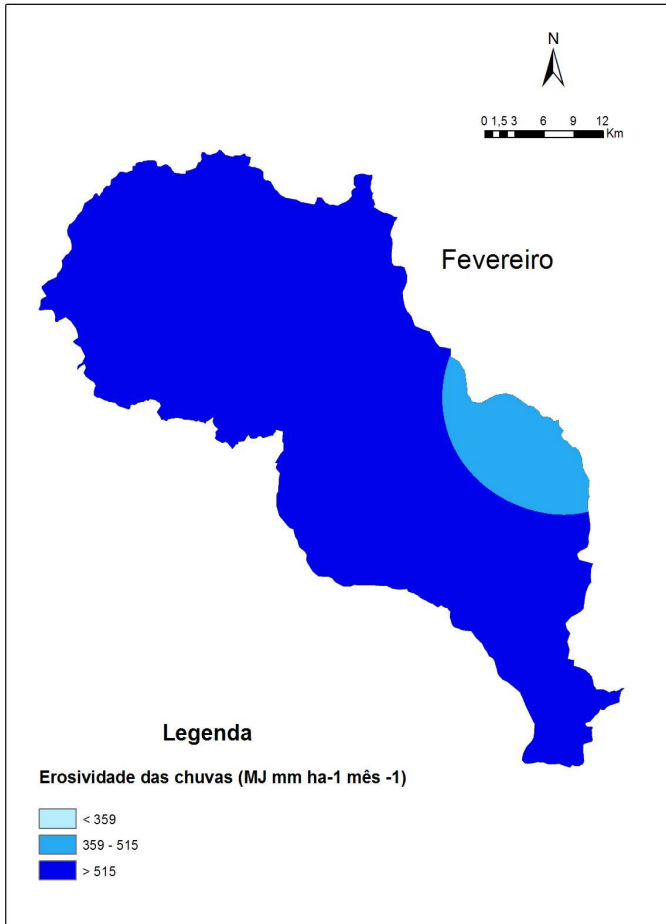 N
0 1,5 3 6 9 12
Km
Fevereiro
Legenda
Erosividade das chuvas (MJ mm ha-1 mês -1)
< 359
359 - 515
> 515